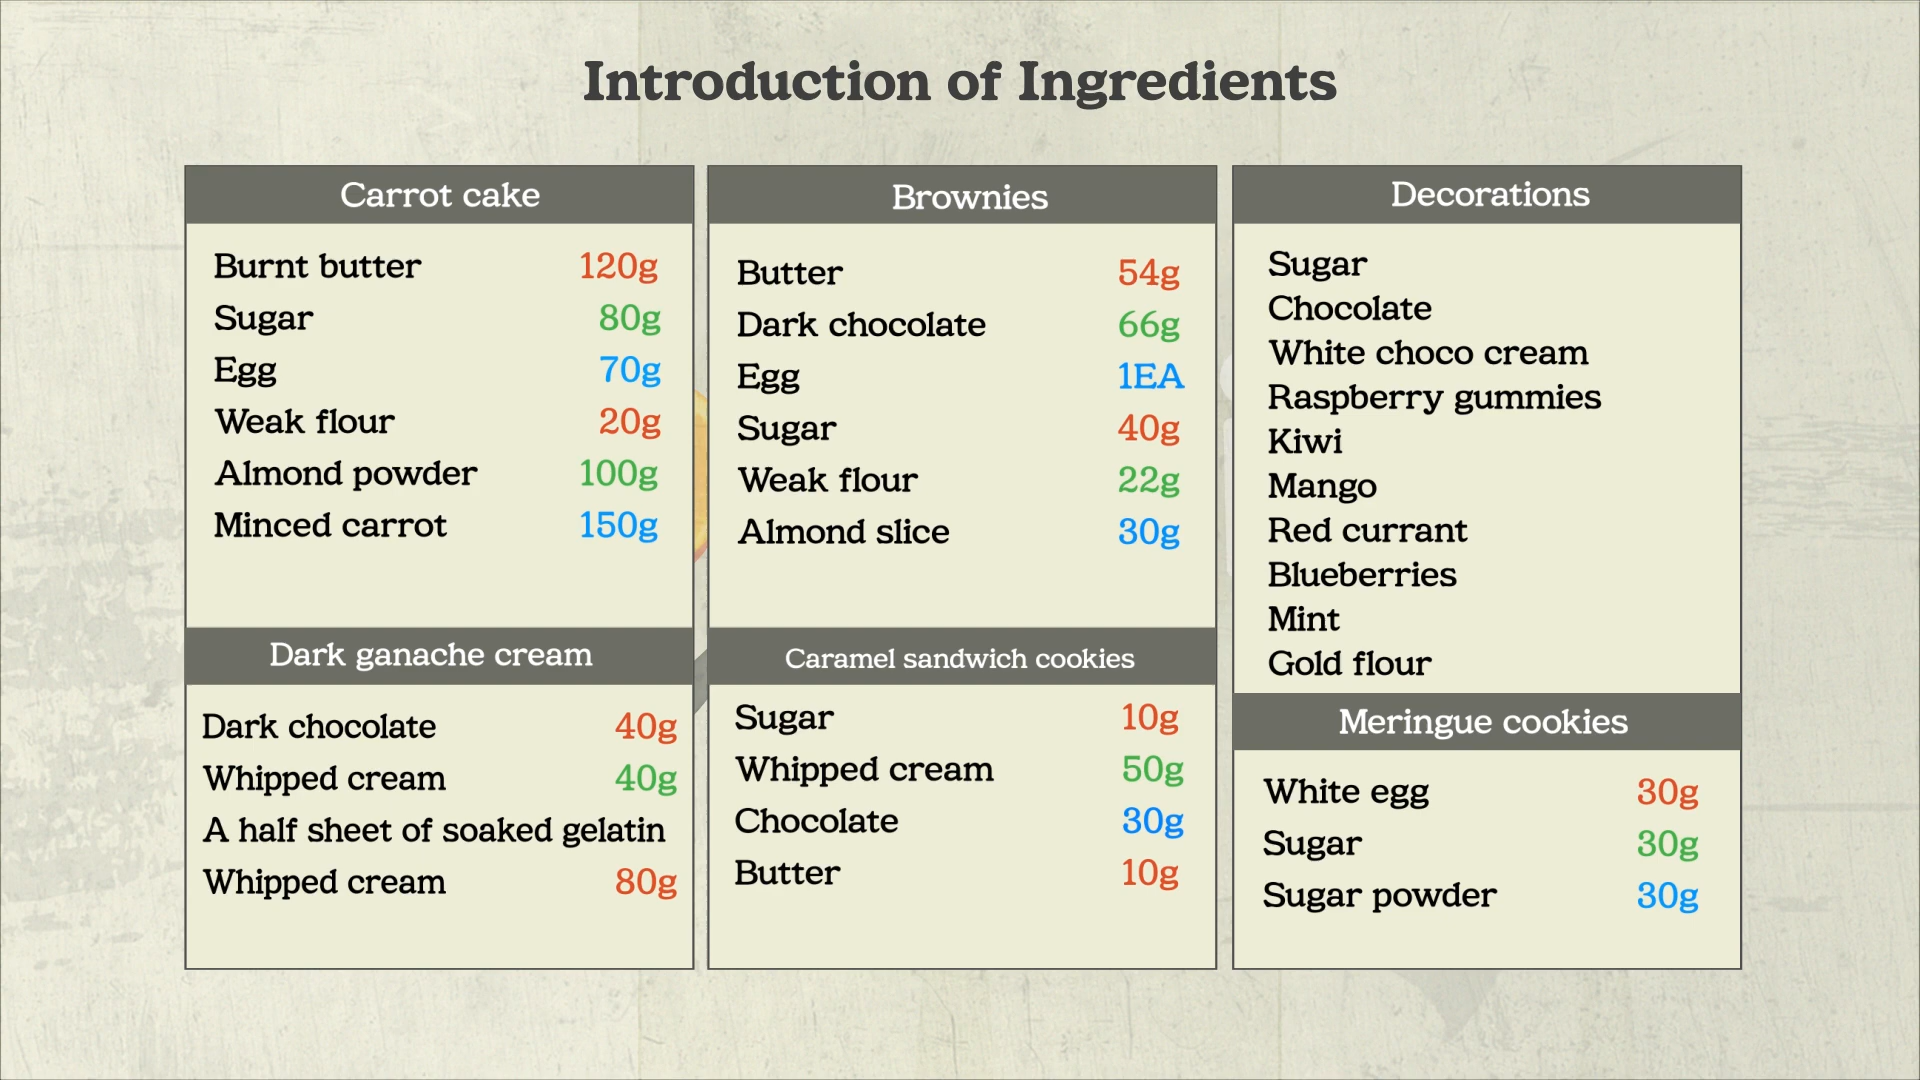 Introduction of Ingredients
Carrot cake
Burnt butter 120g
Sugar 80g
Egg 70g
Weak flour 20g
Almond powder 100g
Minced carrot 150g
Dark ganache cream
Dark chocolate 40g
Whipped cream 40g
A half sheet of soaked gelatin
Whipped cream 80g
Brownies
Butter 54g
Dark chocolate 66g
Egg 1EA
Sugar 40g
Weak flour 22g
Almond slice 30g
Caramel sandwich cookies
Sugar 10g
Whipped cream 50g
Chocolate 30g
Butter 10g
Decorations
Sugar
Chocolate
White choco cream
Raspberry gummies
Kiwi
Mango
Red currant
Blueberries
Mint
Gold flour
Meringue cookies
White egg 30g
Sugar 30g
Sugar powder 30g